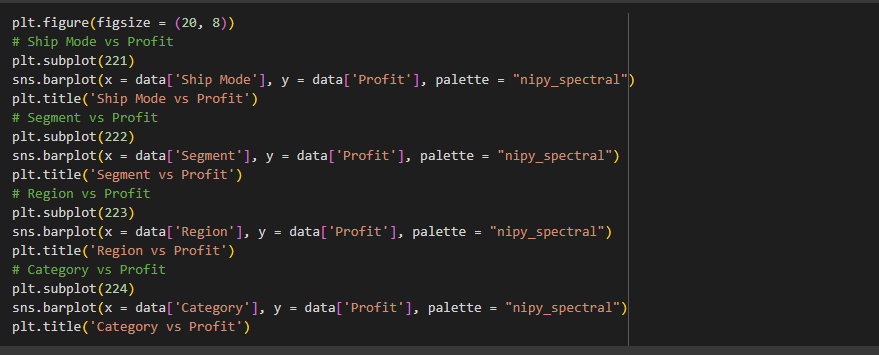 plt.figure(figsize = (20, 8))
# Ship Mode vs Profit
plt.subplot(221)
sns.barplot(x = data['Ship Mode'], y = data['Profit'], palette = "nipy_spectral")
plt.title('Ship Mode vs Profit')
# Segment vs Profit
plt.subplot(222)
sns.barplot(x = data['Segment'], y = data['Profit'], palette = "nipy_spectral")
plt.title('Segment vs Profit')
# Region vs Profit
plt.subplot(223)
sns.barplot(x = data['Region'], y = data['Profit'], palette = "nipy_spectral")
plt.title('Region vs Profit')
# Category vs Profit
plt.subplot(224)
sns.barplot(x = data['Category'], y = data['Profit'], palette = "nipy_spectral")
plt.title('Category vs Profit')